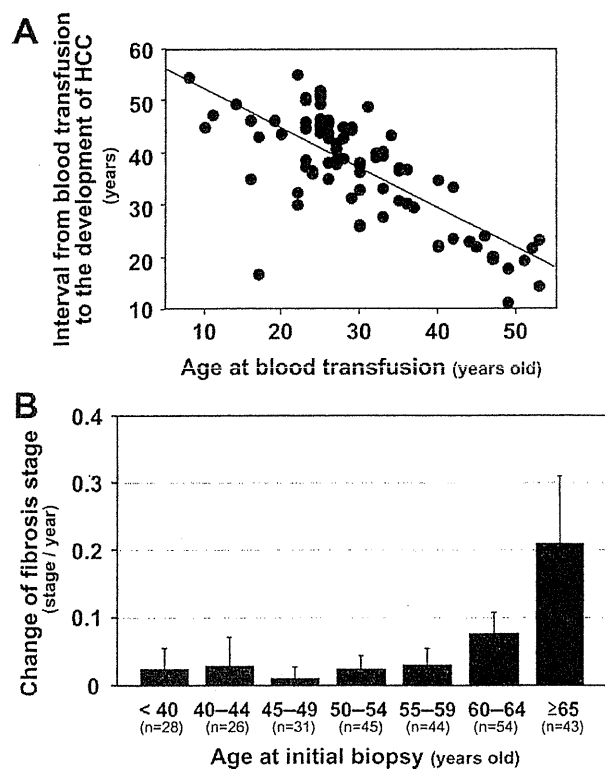 A
Interval from blood transfusion
to the development of HCC
(years)
60
50
40
30
20
10
10 20 30 40 50
Age at blood transfusion (years old)
B
Change of fibrosis stage
(stage / year)
0.4
0.3
0.2
0.1
0
< 40 40–44 45–49 50–54 55–59 60–64 ≥65
(n=28) (n=26) (n=31) (n=45) (n=44) (n=54) (n=43)
Age at initial biopsy (years old)